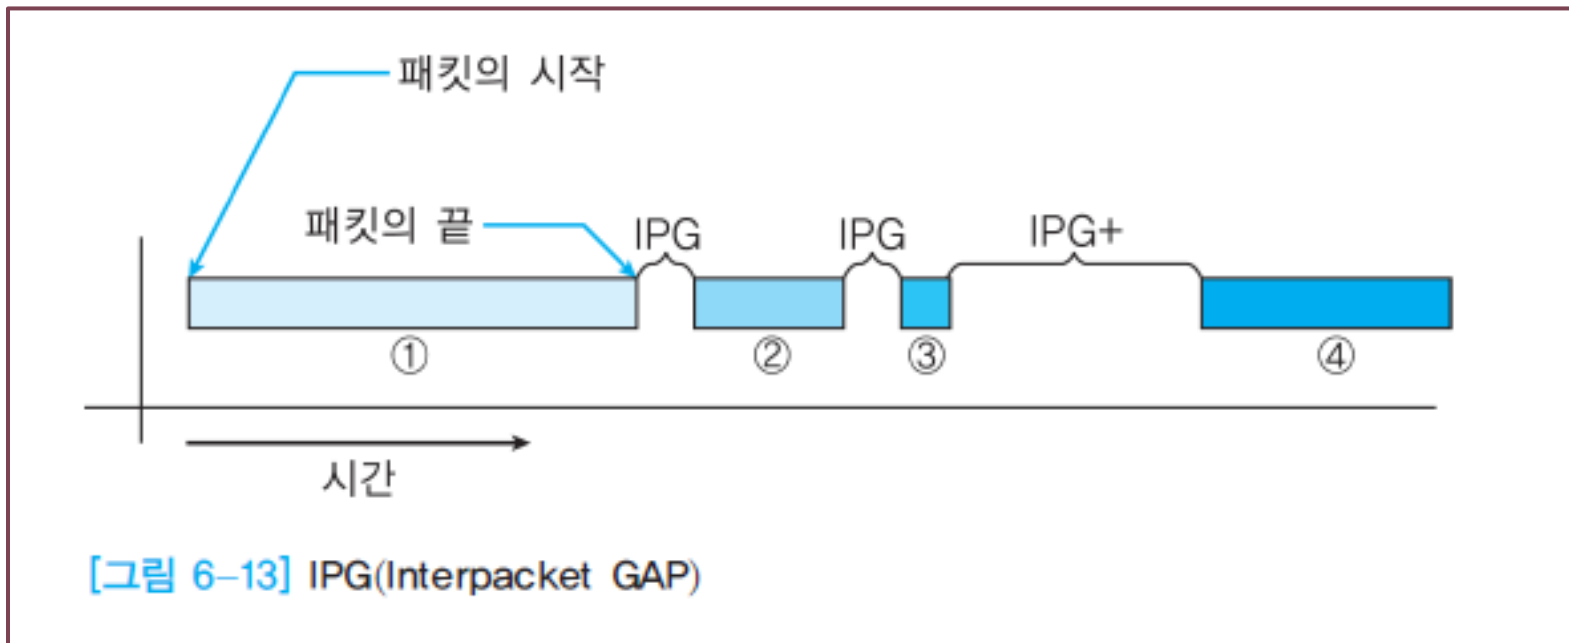 패킷의 시작
패킷의 끝
IPG
IPG
IPG+
①
②
③
④
시간
[그림 6-13] IPG(Interpacket GAP)